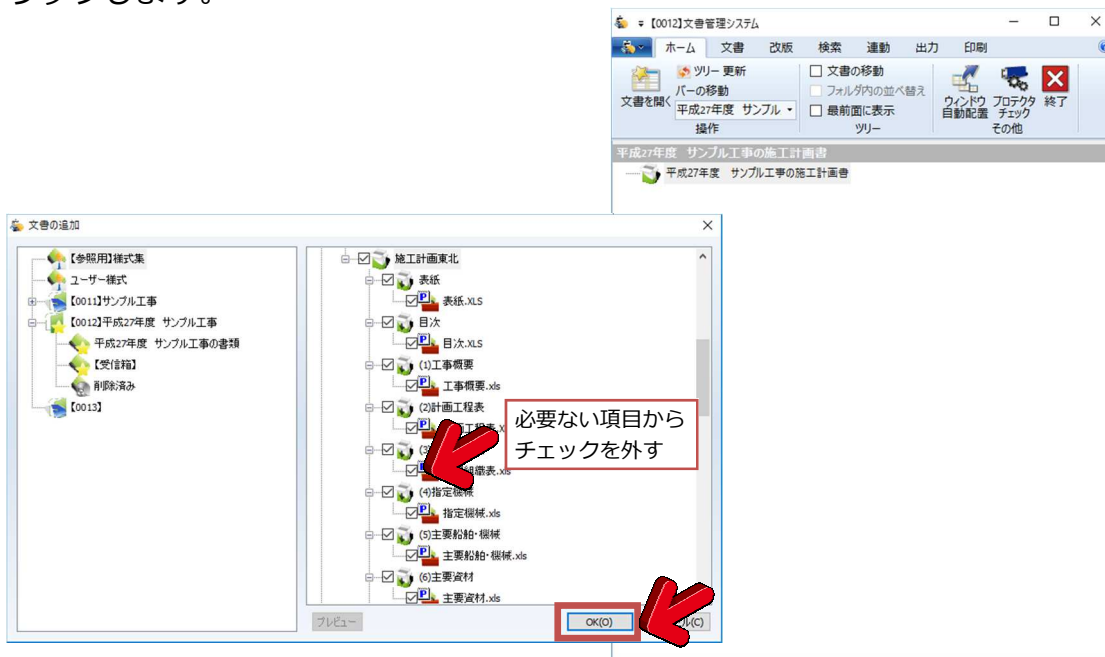 【0012】文書管理システム
ホーム 文書 改版 検索 連動 出力 印刷
文書を開く
ツリー 更新
バーの移動
平成27年度 サンプル
操作
文書の移動
フォルダ内の並べ替え
最前面に表示
ツリー
ウィンドウ
自動配置
プロテクタ
チェック
終了
その他
平成27年度 サンプル工事の施工計画書
平成27年度 サンプル工事の施工計画書
文書の追加
【参照用】様式集
ユーザー様式
【0011】サンプル工事
【0012】平成27年度 サンプル工事
平成27年度 サンプル工事の書類
【受信箱】
削除済み
【0013】
施工計画東北
表紙
表紙.XLS
目次
目次.XLS
(1)工事概要
工事概要.xls
(2)計画工程表
工程表.x
(3)
組織表.xls
(4)指定機械
指定機械.xls
(5)主要船舶・機械
主要船舶・機械.xls
(6)主要資材
主要資材.xls
必要ない項目から
チェックを外す
プレビュー
OK(O)
ル(C)